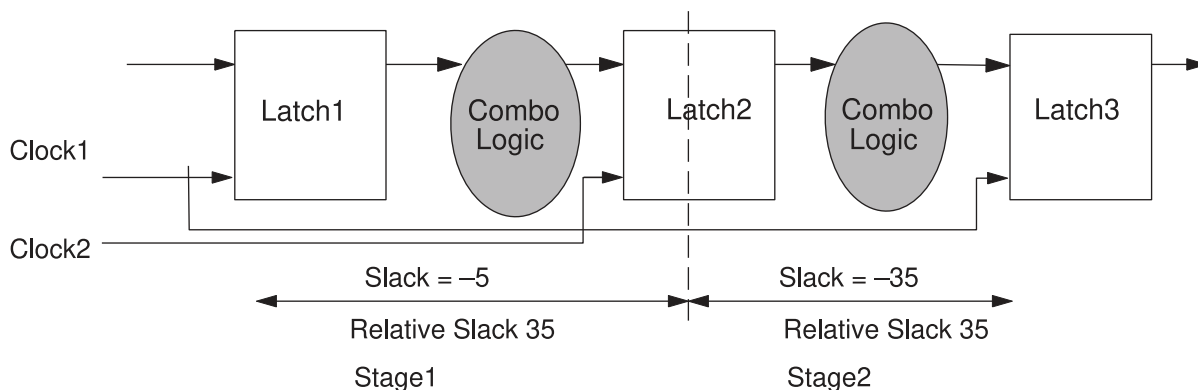 Latch1
Combo
Logic
Latch2
Combo
Logic
Latch3
Clock1
Clock2
Slack = –5
Slack = –35
Relative Slack 35
Relative Slack 35
Stage1
Stage2